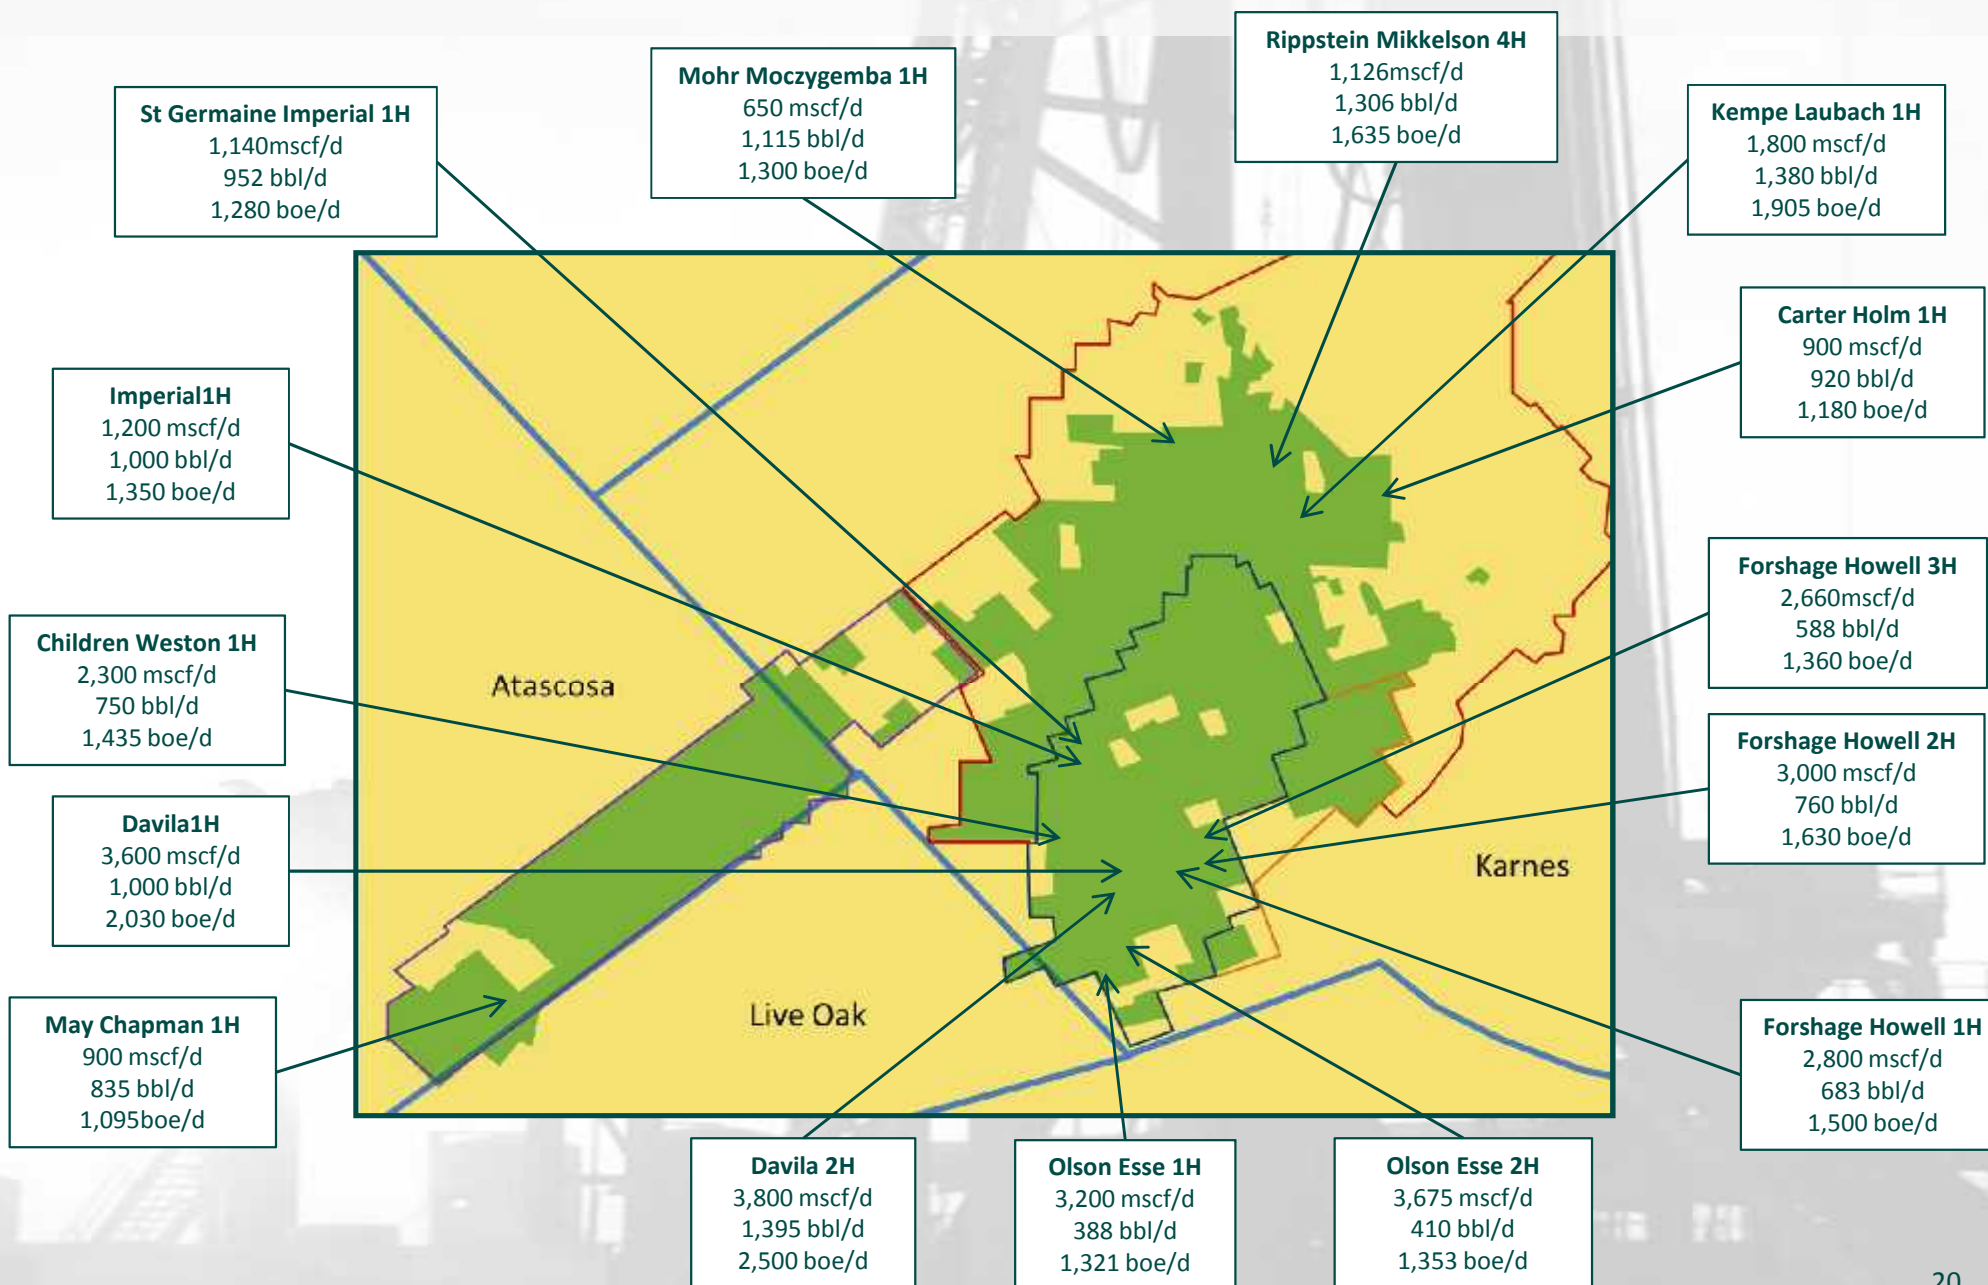 Rippstein Mikkelson 4H
1,126mscf/d
1,306 bbl/d
1,635 boe/d
Mohr Moczygemba 1H
650 mscf/d
1,115 bbl/d
1,300 boe/d
St Germaine Imperial 1H
1,140mscf/d
952 bbl/d
1,280 boe/d
Kempe Laubach 1H
1,800 mscf/d
1,380 bbl/d
1,905 boe/d
Carter Holm 1H
900 mscf/d
920 bbl/d
1,180 boe/d
Imperial1H
1,200 mscf/d
1,000 bbl/d
1,350 boe/d
Forshage Howell 3H
2,660mscf/d
588 bbl/d
1,360 boe/d
Children Weston 1H
2,300 mscf/d
750 bbl/d
1,435 boe/d
Atascosa
Forshage Howell 2H
3,000 mscf/d
760 bbl/d
1,630 boe/d
Davila1H
3,600 mscf/d
1,000 bbl/d
2,030 boe/d
Karnes
Live Oak
May Chapman 1H
900 mscf/d
835 bbl/d
1,095boe/d
Forshage Howell 1H
2,800 mscf/d
683 bbl/d
1,500 boe/d
Davila 2H
3,800 mscf/d
1,395 bbl/d
2,500 boe/d
Olson Esse 1H
3,200 mscf/d
388 bbl/d
1,321 boe/d
Olson Esse 2H
3,675 mscf/d
410 bbl/d
1,353 boe/d
20